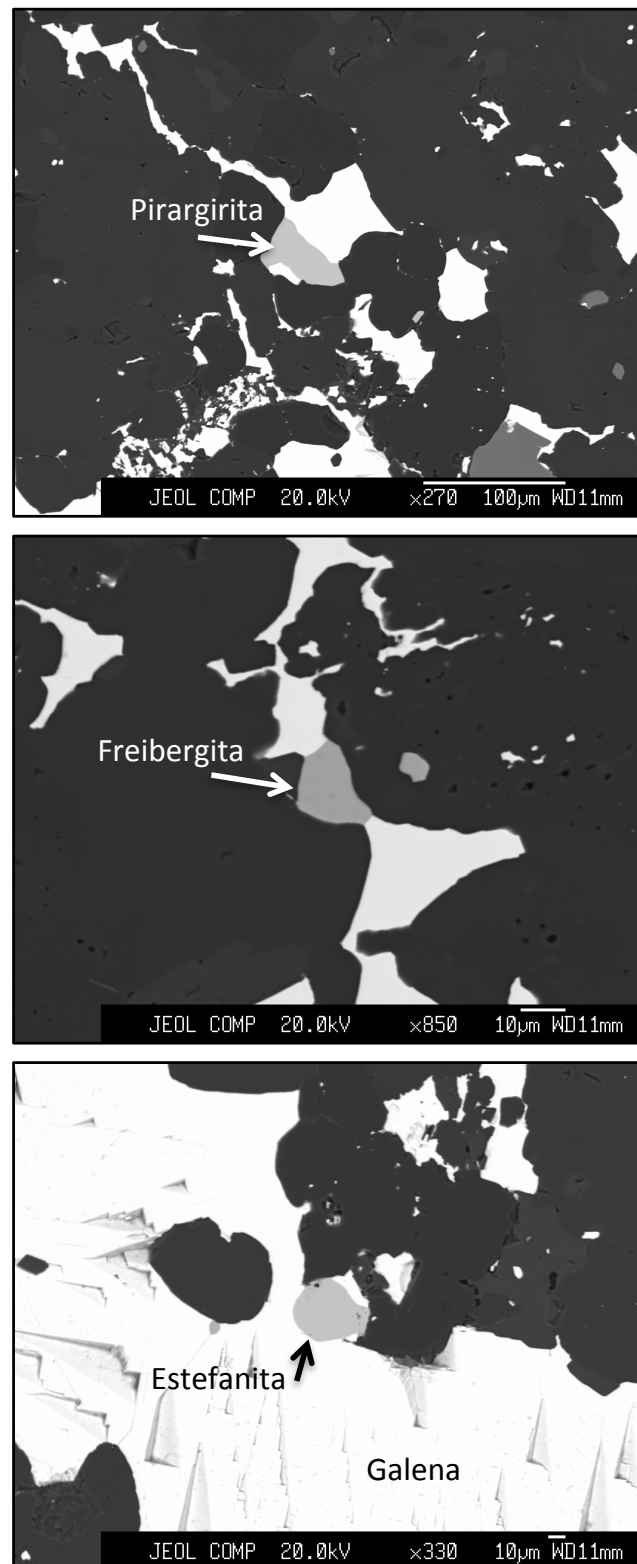 Pirargirita
JEOL COMP 20.0kV ×270 100µm WD11mm
Freibergita
JEOL COMP 20.0kV ×850 10µm WD11mm
Estefanita
Galena
JEOL COMP 20.0kV ×330 10µm WD11mm